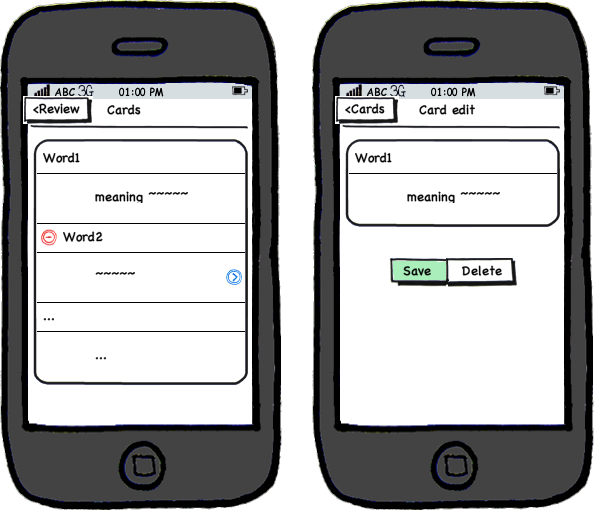 ABC 3G 01:00 PM
<Review Cards
Word1
meaning ~~~~~
Word2
~~~~~
...
...
ABC 3G 01:00 PM
<Cards Card edit
Word1
meaning ~~~~~
Save Delete